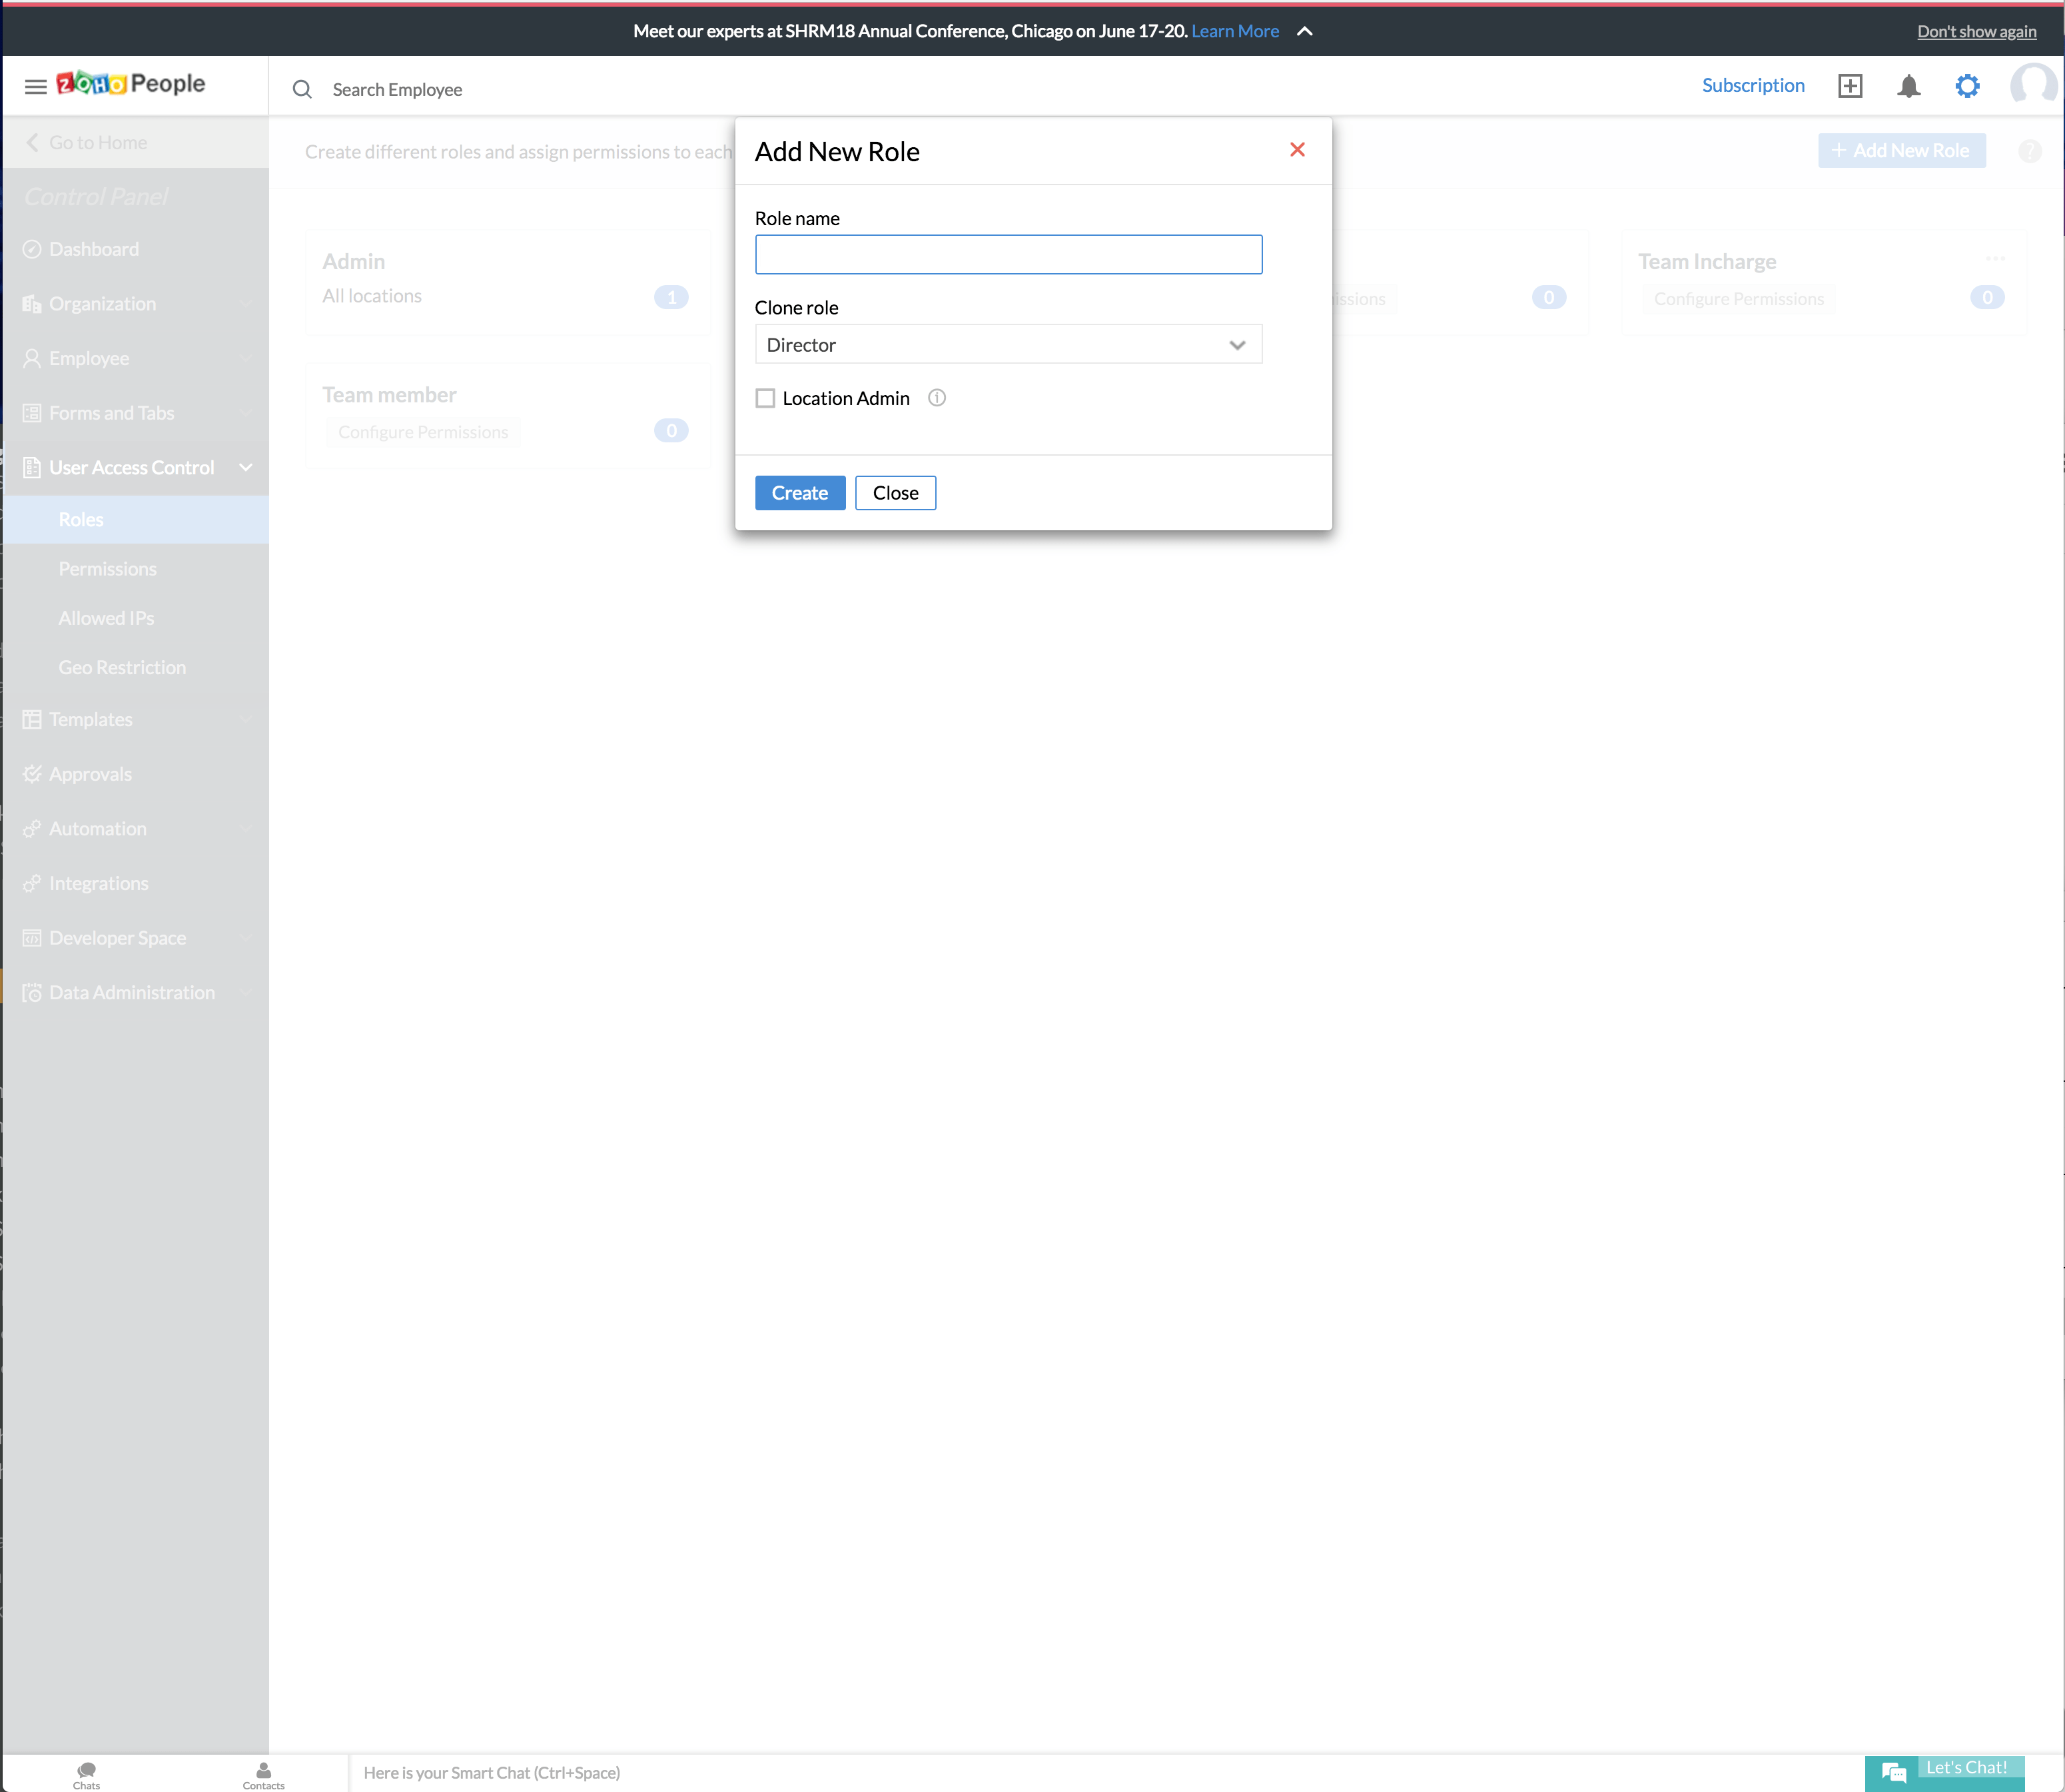 Meet our experts at SHRM18 Annual Conference, Chicago on June 17-20. Learn More
Don't show again
ZOHO People
Search Employee
Subscription
Go to Home
Create different roles and assign permissions to each
+ Add New Role
?
Control Panel
Dashboard
Organization
Employee
Forms and Tabs
User Access Control
Roles
Permissions
Allowed IPs
Geo Restriction
Templates
Approvals
Automation
Integrations
Developer Space
Data Administration
Admin
All locations
1
Team member
Configure Permissions
0
issions
0
Team Incharge
Configure Permissions
0
Add New Role
Role name
Clone role
Director
Location Admin
Create
Close
Chats
Contacts
Here is your Smart Chat (Ctrl+Space)
Let's Chat!